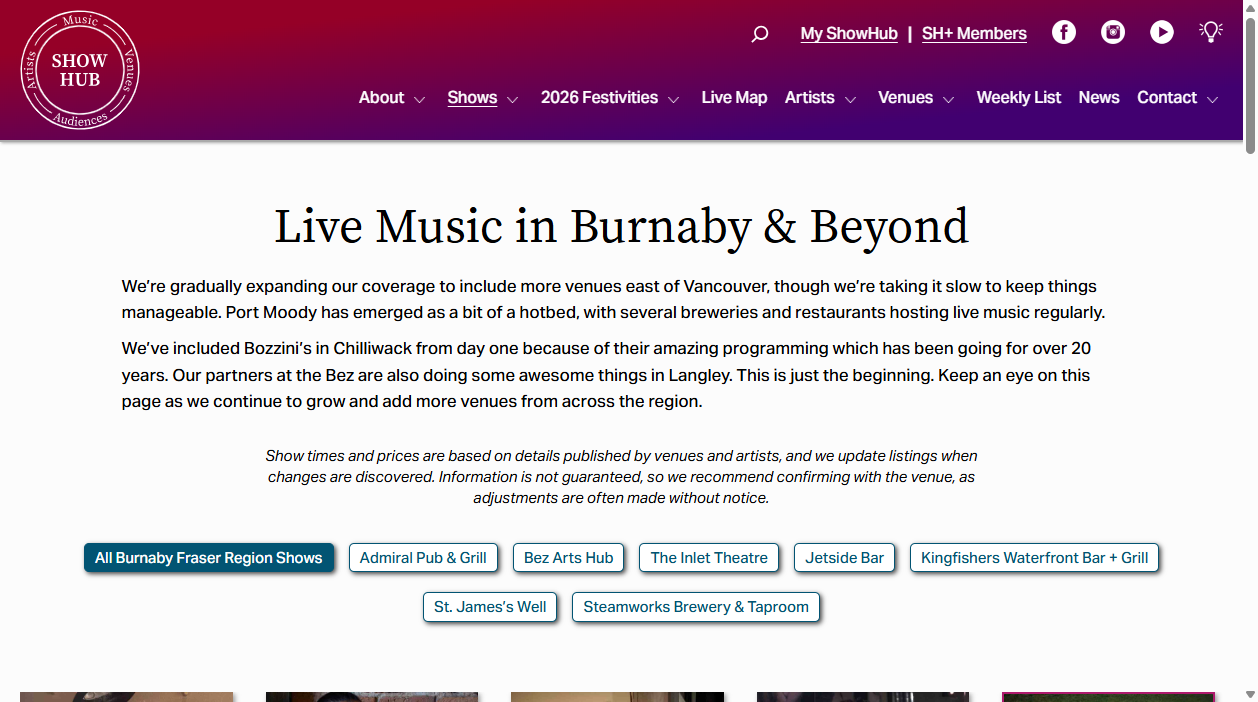 Music
Artists
SHOW
HUB
Venues
Audiences
My ShowHub | SH+ Members
About Shows 2026 Festivities Live Map Artists Venues Weekly List News Contact
Live Music in Burnaby & Beyond
We’re gradually expanding our coverage to include more venues east of Vancouver, though we’re taking it slow to keep things
manageable. Port Moody has emerged as a bit of a hotbed, with several breweries and restaurants hosting live music regularly.
We’ve included Bozzini’s in Chilliwack from day one because of their amazing programming which has been going for over 20
years. Our partners at the Bez are also doing some awesome things in Langley. This is just the beginning. Keep an eye on this
page as we continue to grow and add more venues from across the region.
Show times and prices are based on details published by venues and artists, and we update listings when
changes are discovered. Information is not guaranteed, so we recommend confirming with the venue, as
adjustments are often made without notice.
All Burnaby Fraser Region Shows Admiral Pub & Grill Bez Arts Hub The Inlet Theatre Jetside Bar Kingfishers Waterfront Bar + Grill
St. James’s Well Steamworks Brewery & Taproom